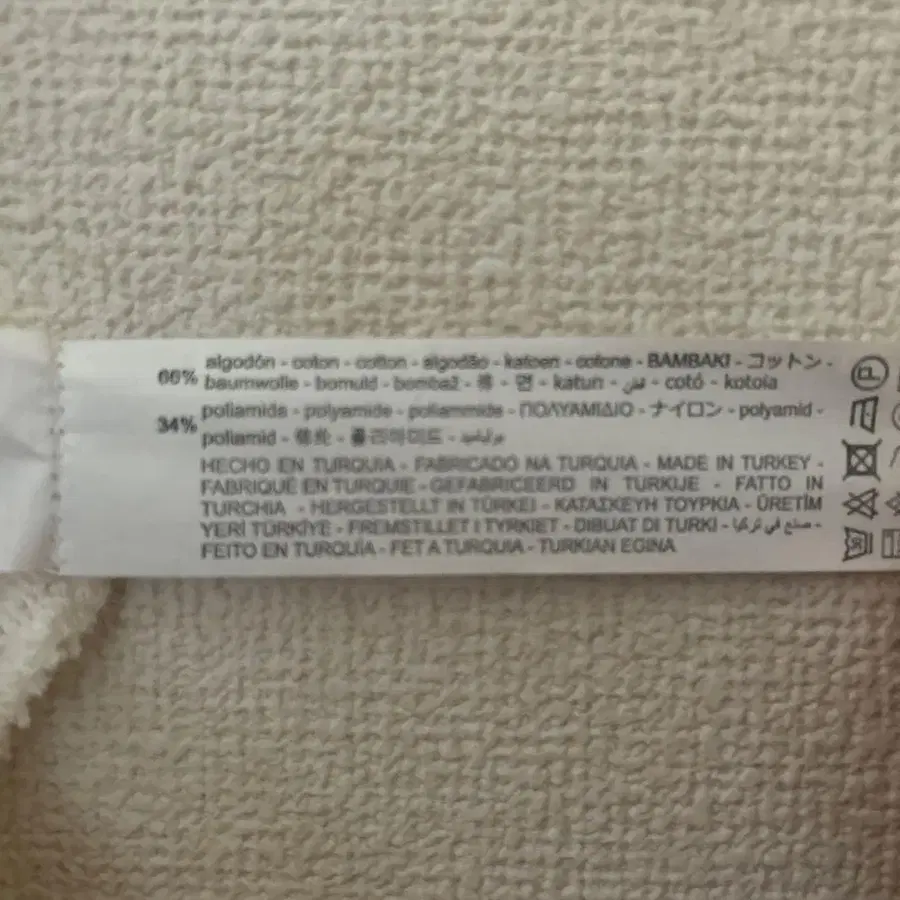 66% algodón - coton - cotton - algodão - katoen - cotone - BAMBAKI - コットン -
baumwolle - bomuld - bombaž - 棉 - 면 - katun - قطن - cotó - kotoia
34% poliamida - polyamide - poliammide - ΠΟΛΥΑΜΙΔΙΟ - ナイロン - polyamid -
poliamid - 폴리아미드 -
HECHO EN TURQUIA - FABRICADO NA TURQUIA - MADE IN TURKEY -
FABRIQUÉ EN TURQUIE - GEFABRICEERD IN TURKIJE - FATTO IN
TURCHIA - HERGESTELLT IN TÜRKEI - ΚΑΤΑΣΚΕΥΗ ΤΟΥΡΚΙΑ - ÜRETİM
YERİ TÜRKİYE - FREMSTILLET I TYRKIET - DIBUAT DI TURKI - صنع في تركيا -
FEITO EN TURQUÍA - FET A TURQUIA - TURKIAN EGINA